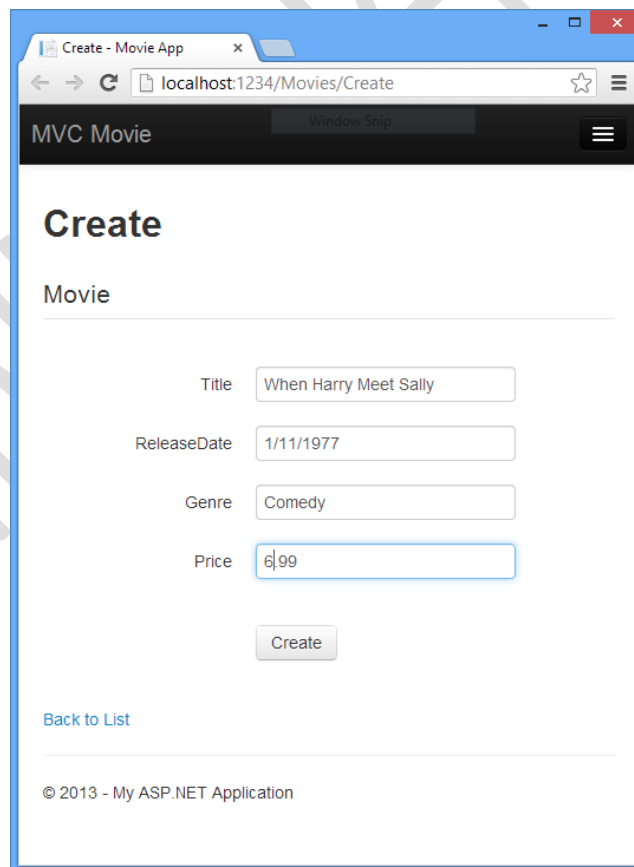 Create - Movie App
localhost:1234/Movies/Create
Window Snip
MVC Movie
Create
Movie
Title When Harry Meet Sally
ReleaseDate 1/11/1977
Genre Comedy
Price 6.99
Create
Back to List
© 2013 - My ASP.NET Application